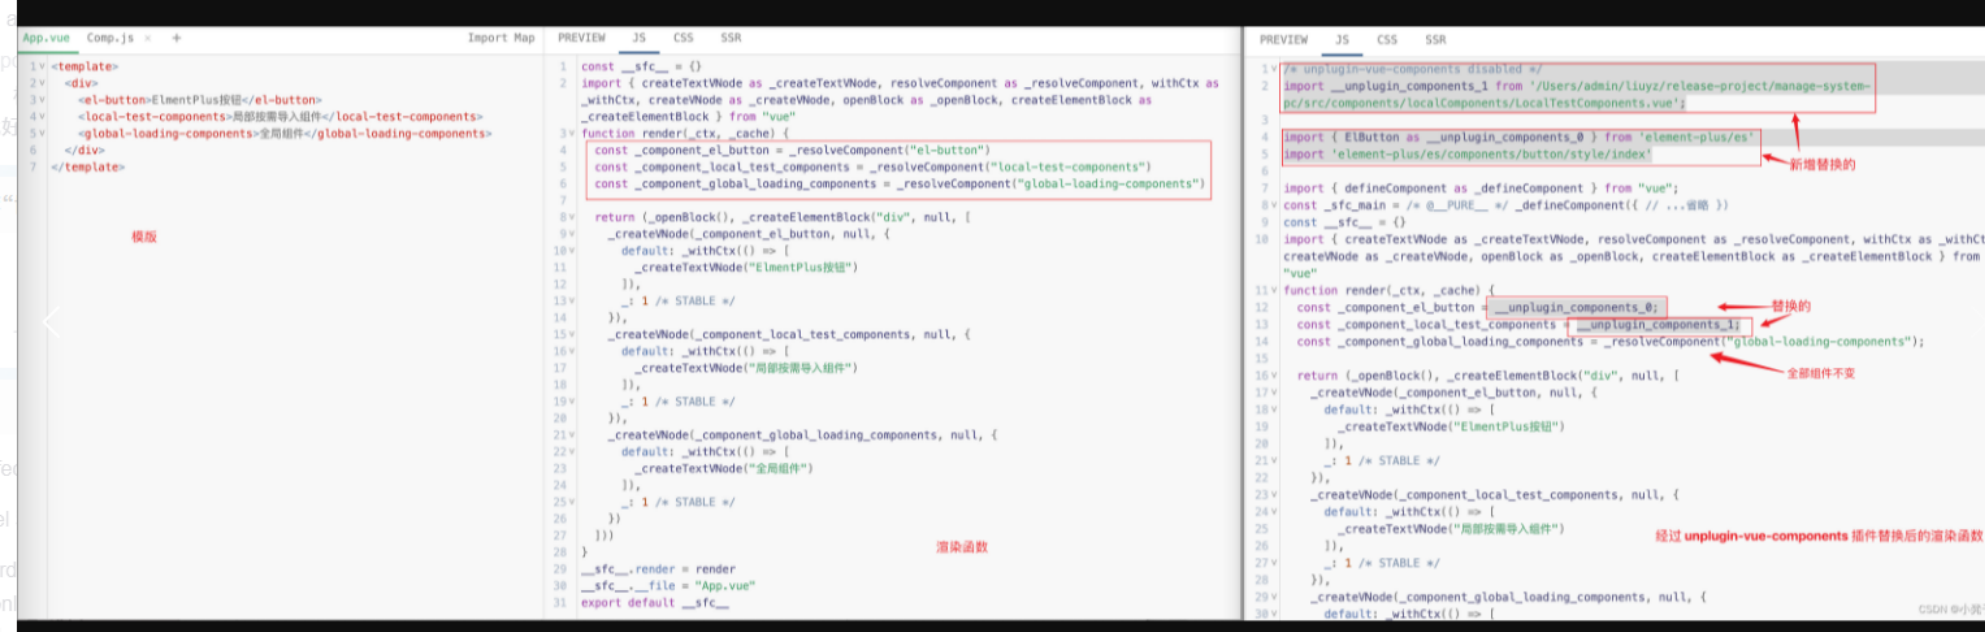 App.vue
Comp.js
×
+
Import Map
1 <template>
2 <div>
3 <el-button>ElmentPlus按钮</el-button>
4 <local-test-components>局部按需导入组件</local-test-components>
5 <global-loading-components>全局组件</global-loading-components>
6 </div>
7 </template>
模版
PREVIEW
JS
CSS
SSR
1 const __sfc__ = {}
2 import { createTextVNode as _createTextVNode, resolveComponent as _resolveComponent, withCtx as
_withCtx, createVNode as _createVNode, openBlock as _openBlock, createElementBlock as
_createElementBlock } from "vue"
3 function render(_ctx, _cache) {
4 const _component_el_button = _resolveComponent("el-button")
5 const _component_local_test_components = _resolveComponent("local-test-components")
6 const _component_global_loading_components = _resolveComponent("global-loading-components")
7
8 return (_openBlock(), _createElementBlock("div", null, [
9 _createVNode(_component_el_button, null, {
10 default: _withCtx(() => [
11 _createTextVNode("ElmentPlus按钮")
12 ]),
13 _: 1 /* STABLE */
14 }),
15 _createVNode(_component_local_test_components, null, {
16 default: _withCtx(() => [
17 _createTextVNode("局部按需导入组件")
18 ]),
19 _: 1 /* STABLE */
20 }),
21 _createVNode(_component_global_loading_components, null, {
22 default: _withCtx(() => [
23 _createTextVNode("全局组件")
24 ]),
25 _: 1 /* STABLE */
26 })
27 ]))
28 }
29 __sfc__.render = render
30 __sfc__.__file = "App.vue"
31 export default __sfc__
渲染函数
PREVIEW
JS
CSS
SSR
1 /* unplugin-vue-components disabled */
2 import __unplugin_components_1 from '/Users/admin/liuyz/release-project/manage-system-
pc/src/components/localComponents/LocalTestComponents.vue';
3
4 import { ElButton as __unplugin_components_0 } from 'element-plus/es'
5 import 'element-plus/es/components/button/style/index'
新增替换的
6
7 import { defineComponent as _defineComponent } from "vue";
8 const _sfc_main = /* @__PURE__ */ _defineComponent({ // ...省略 })
9 const __sfc__ = {}
10 import { createTextVNode as _createTextVNode, resolveComponent as _resolveComponent, withCtx as _withCt
createVNode as _createVNode, openBlock as _openBlock, createElementBlock as _createElementBlock } from
"vue"
11 function render(_ctx, _cache) {
12 const _component_el_button = __unplugin_components_0;
替换的
13 const _component_local_test_components = __unplugin_components_1;
14 const _component_global_loading_components = _resolveComponent("global-loading-components");
15
全部组件不变
16 return (_openBlock(), _createElementBlock("div", null, [
17 _createVNode(_component_el_button, null, {
18 default: _withCtx(() => [
19 _createTextVNode("ElmentPlus按钮")
20 ]),
21 _: 1 /* STABLE */
22 }),
23 _createVNode(_component_local_test_components, null, {
24 default: _withCtx(() => [
25 _createTextVNode("局部按需导入组件")
经过 unplugin-vue-components 插件替换后的渲染函数
26 ]),
27 _: 1 /* STABLE */
28 }),
29 _createVNode(_component_global_loading_components, null, {
30 default: _withCtx(() => [
CSDN @小